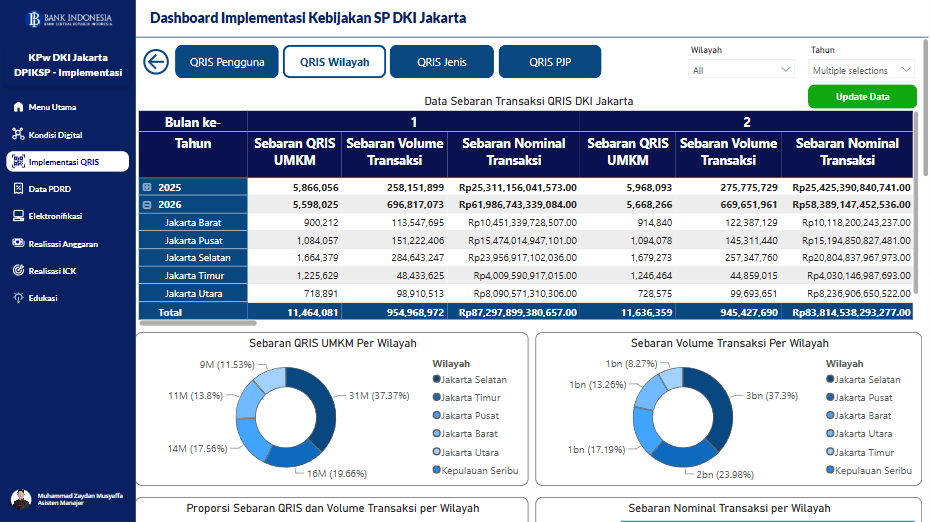 BANK INDONESIA
BANK SENTRAL REPUBLIK INDONESIA
Dashboard Implementasi Kebijakan SP DKI Jakarta
KPw DKI Jakarta
DPIKSP - Implementasi
Menu Utama
Kondisi Digital
Implementasi QRIS
Data PDRD
Elektronifikasi
Realisasi Anggaran
Realisasi ICK
Edukasi
Muhammad Zaydan Musyaffa
Asisten Manajer
QRIS Pengguna QRIS Wilayah QRIS Jenis QRIS PJP
Wilayah Tahun
All Multiple selections
Update Data
Data Sebaran Transaksi QRIS DKI Jakarta
Bulan ke- 1 2
Tahun Sebaran QRIS UMKM Sebaran Volume Transaksi Sebaran Nominal Transaksi Sebaran QRIS UMKM Sebaran Volume Transaksi Sebaran Nominal Transaksi
2025 5,866,056 258,151,899 Rp25,311,156,041,573.00 5,968,093 275,775,729 Rp25,425,390,840,741.00
2026 5,598,025 696,817,073 Rp61,986,743,339,084.00 5,668,266 669,651,961 Rp58,389,147,452,536.00
Jakarta Barat 900,212 113,547,695 Rp10,451,339,728,507.00 914,840 122,387,129 Rp10,118,200,243,237.00
Jakarta Pusat 1,084,057 151,222,406 Rp15,474,014,947,101.00 1,094,078 145,311,440 Rp15,194,850,827,481.00
Jakarta Selatan 1,664,379 284,643,247 Rp23,956,917,102,036.00 1,679,273 257,347,760 Rp20,804,837,967,973.00
Jakarta Timur 1,225,629 48,433,625 Rp4,009,590,917,015.00 1,246,464 44,859,015 Rp4,030,146,987,693.00
Jakarta Utara 718,891 98,910,513 Rp8,090,571,310,306.00 728,575 99,693,651 Rp8,236,906,650,522.00
Total 11,464,081 954,968,972 Rp87,297,899,380,657.00 11,636,359 945,427,690 Rp83,814,538,293,277.00
Sebaran QRIS UMKM Per Wilayah
9M (11.53%)
11M (13.8%)
14M (17.56%)
31M (37.37%)
16M (19.66%)
Wilayah
Jakarta Selatan
Jakarta Timur
Jakarta Pusat
Jakarta Barat
Jakarta Utara
Kepulauan Seribu
Sebaran Volume Transaksi Per Wilayah
1bn (8.27%)
1bn (13.26%)
1bn (17.19%)
3bn (37.3%)
2bn (23.98%)
Wilayah
Jakarta Selatan
Jakarta Pusat
Jakarta Barat
Jakarta Utara
Jakarta Timur
Kepulauan Seribu
Proporsi Sebaran QRIS dan Volume Transaksi per Wilayah
Sebaran Nominal Transaksi per Wilayah